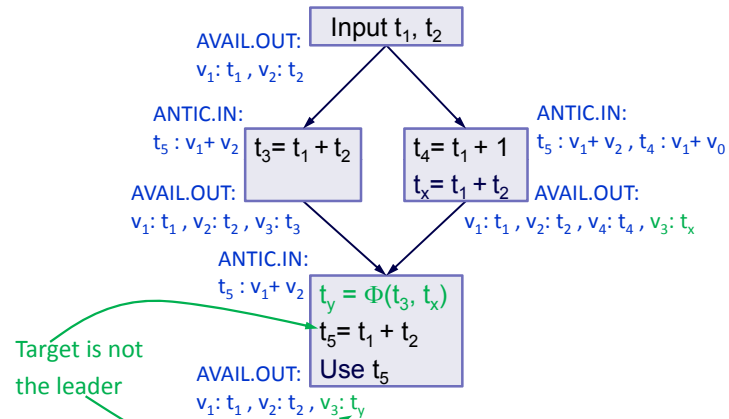 Input t₁, t₂
AVAIL.OUT:
v₁: t₁ , v₂: t₂
ANTIC.IN:
t₅ : v₁+ v₂
t₃= t₁ + t₂
t₄= t₁ + 1
tₓ= t₁ + t₂
ANTIC.IN:
t₅ : v₁+ v₂ , t₄ : v₁+ v₀
AVAIL.OUT:
v₁: t₁ , v₂: t₂ , v₃: t₃
AVAIL.OUT:
v₁: t₁ , v₂: t₂ , v₄: t₄ , v₃: tₓ
ANTIC.IN:
t₅ : v₁+ v₂
t_y = Φ(t₃, tₓ)
t₅= t₁ + t₂
Use t₅
Target is not
the leader
AVAIL.OUT:
v₁: t₁ , v₂: t₂ , v₃: t_y